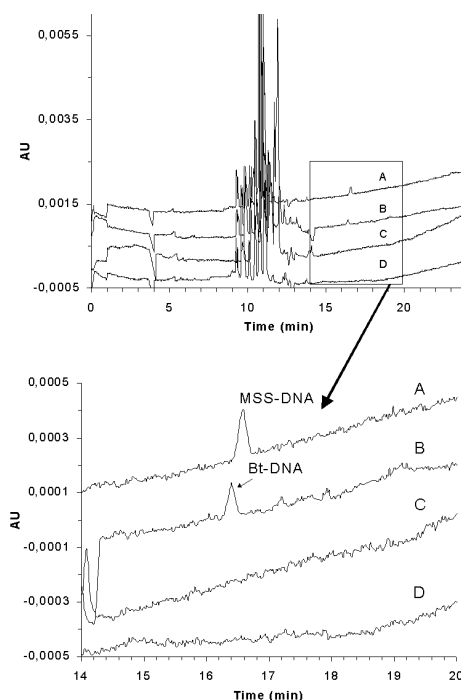 0,0055
0,0035
AU
0,0015
-0,0005
A
B
C
D
0 5 10 15 20
Time (min)
0,0005
0,0003
0,0001
AU
-0,0001
-0,0003
-0,0005
MSS-DNA
A
Bt-DNA
B
C
D
14 15 16 17 18 19 20
Time (min)